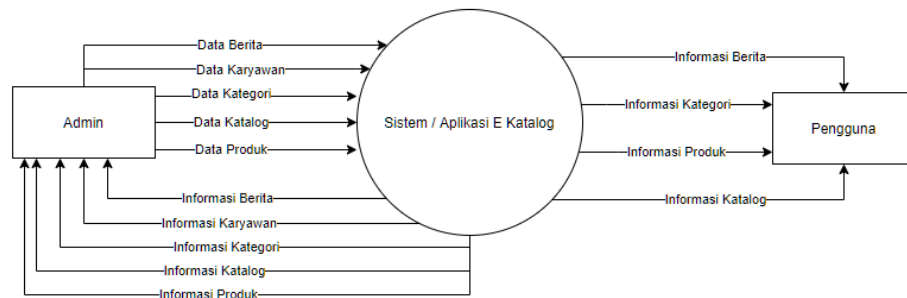 Data Berita
Data Karyawan
Data Kategori
Data Katalog
Data Produk
Admin
Sistem / Aplikasi E Katalog
Informasi Berita
Informasi Kategori
Informasi Produk
Informasi Katalog
Pengguna
Informasi Berita
Informasi Karyawan
Informasi Kategori
Informasi Katalog
Informasi Produk